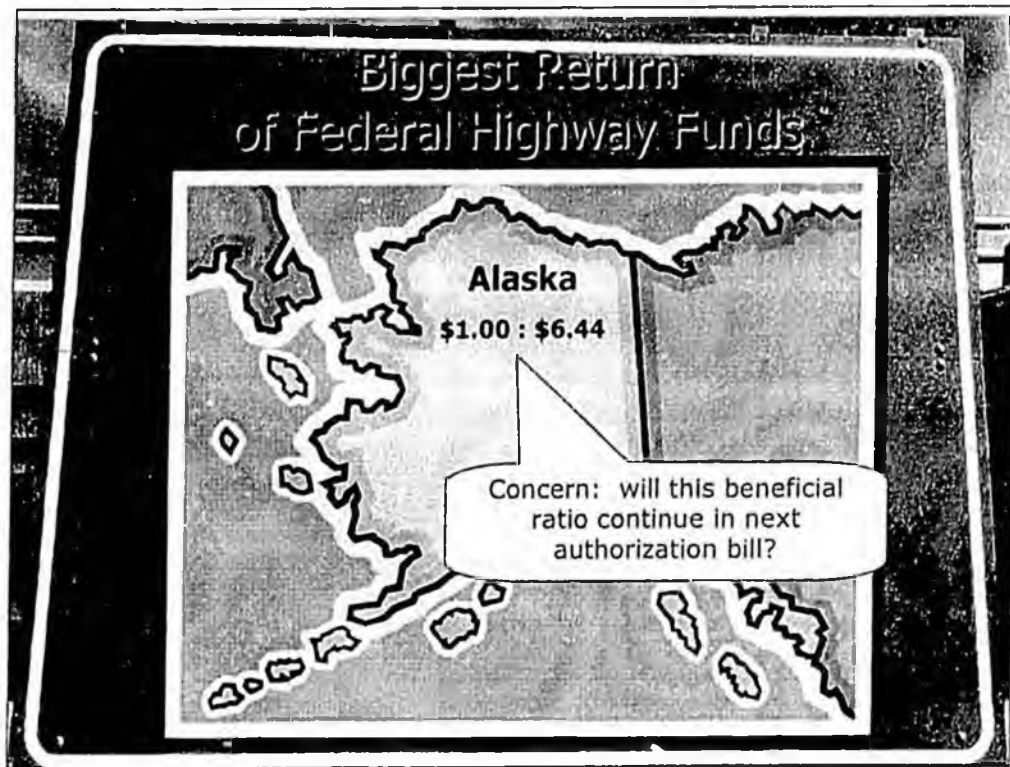 Biggest Return
of Federal Highway Funds
Alaska
$1.00 : $6.44
Concern: will this beneficial
ratio continue in next
authorization bill?